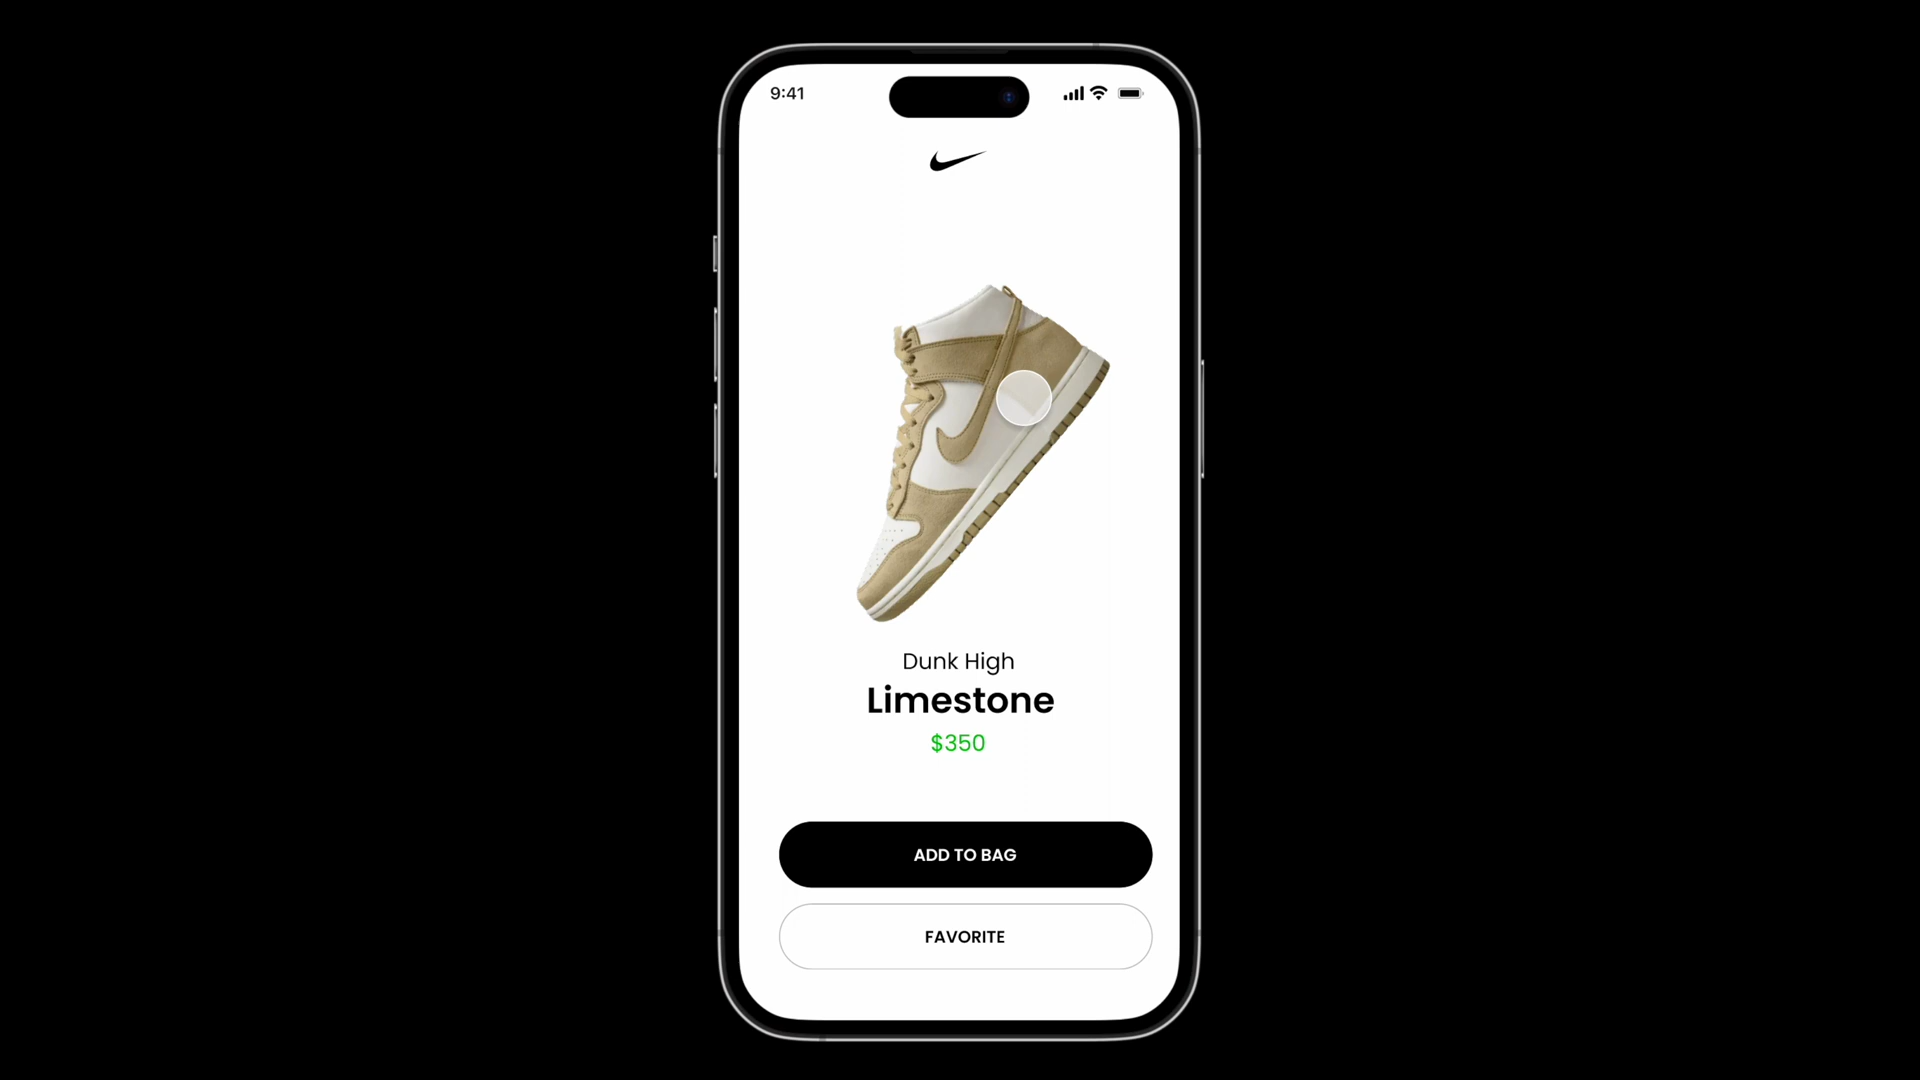 9:41
Dunk High
Limestone
$350
ADD TO BAG
FAVORITE